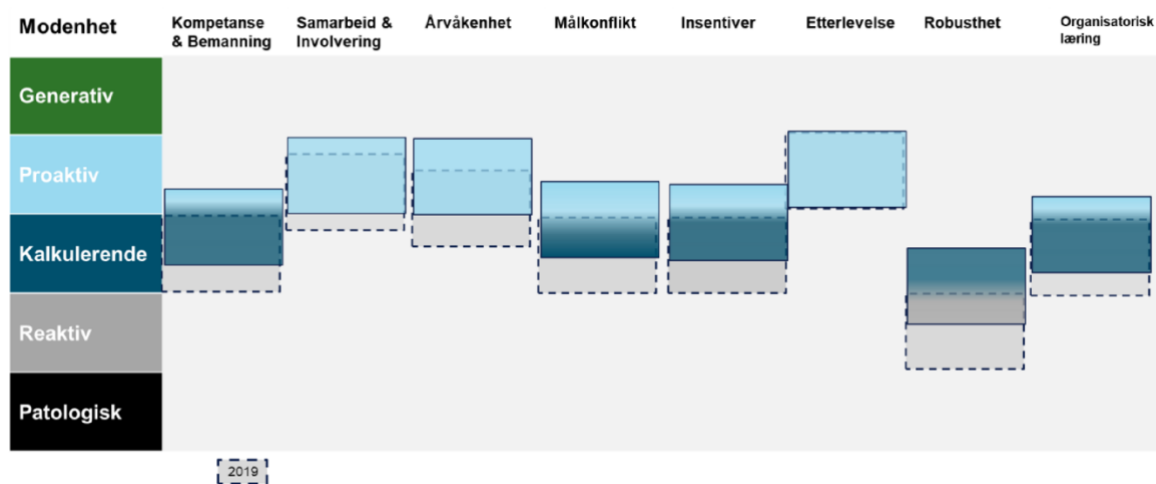 Modenhet
Kompetanse
& Bemanning
Samarbeid &
Involvering
Årvåkenhet
Målkonflikt
Insentiver
Etterlevelse
Robusthet
Organisatorisk
læring
Generativ
Proaktiv
Kalkulerende
Reaktiv
Patologisk
2019